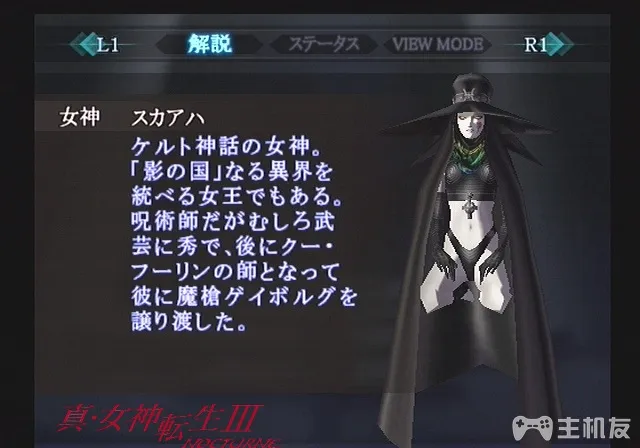 L1 解説 ステータス VIEW MODE R1
女神 スカアハ
ケルト神話の女神。
「影の国」なる異界を
統べる女王でもある。
呪術師だがむしろ武
芸に秀で、後にクー・
フーリンの師となって
彼に魔槍ゲイボルグを
譲り渡した。
真・女神転生III
NOCTURNE
主机友